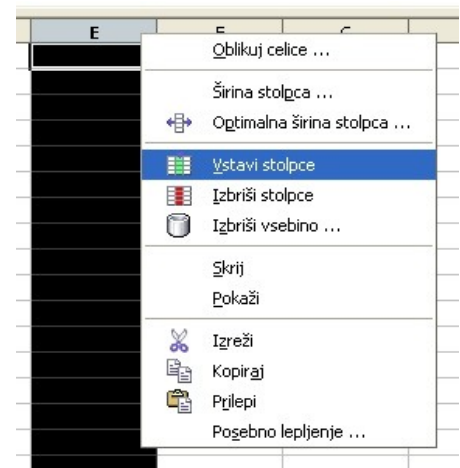 E
Oblikuj celice ...
Širina stolpca ...
Optimalna širina stolpca ...
Vstavi stolpce
Izbriši stolpce
Izbriši vsebino ...
Skrij
Pokaži
Izreži
Kopiraj
Prilepi
Posebno lepljenje ...